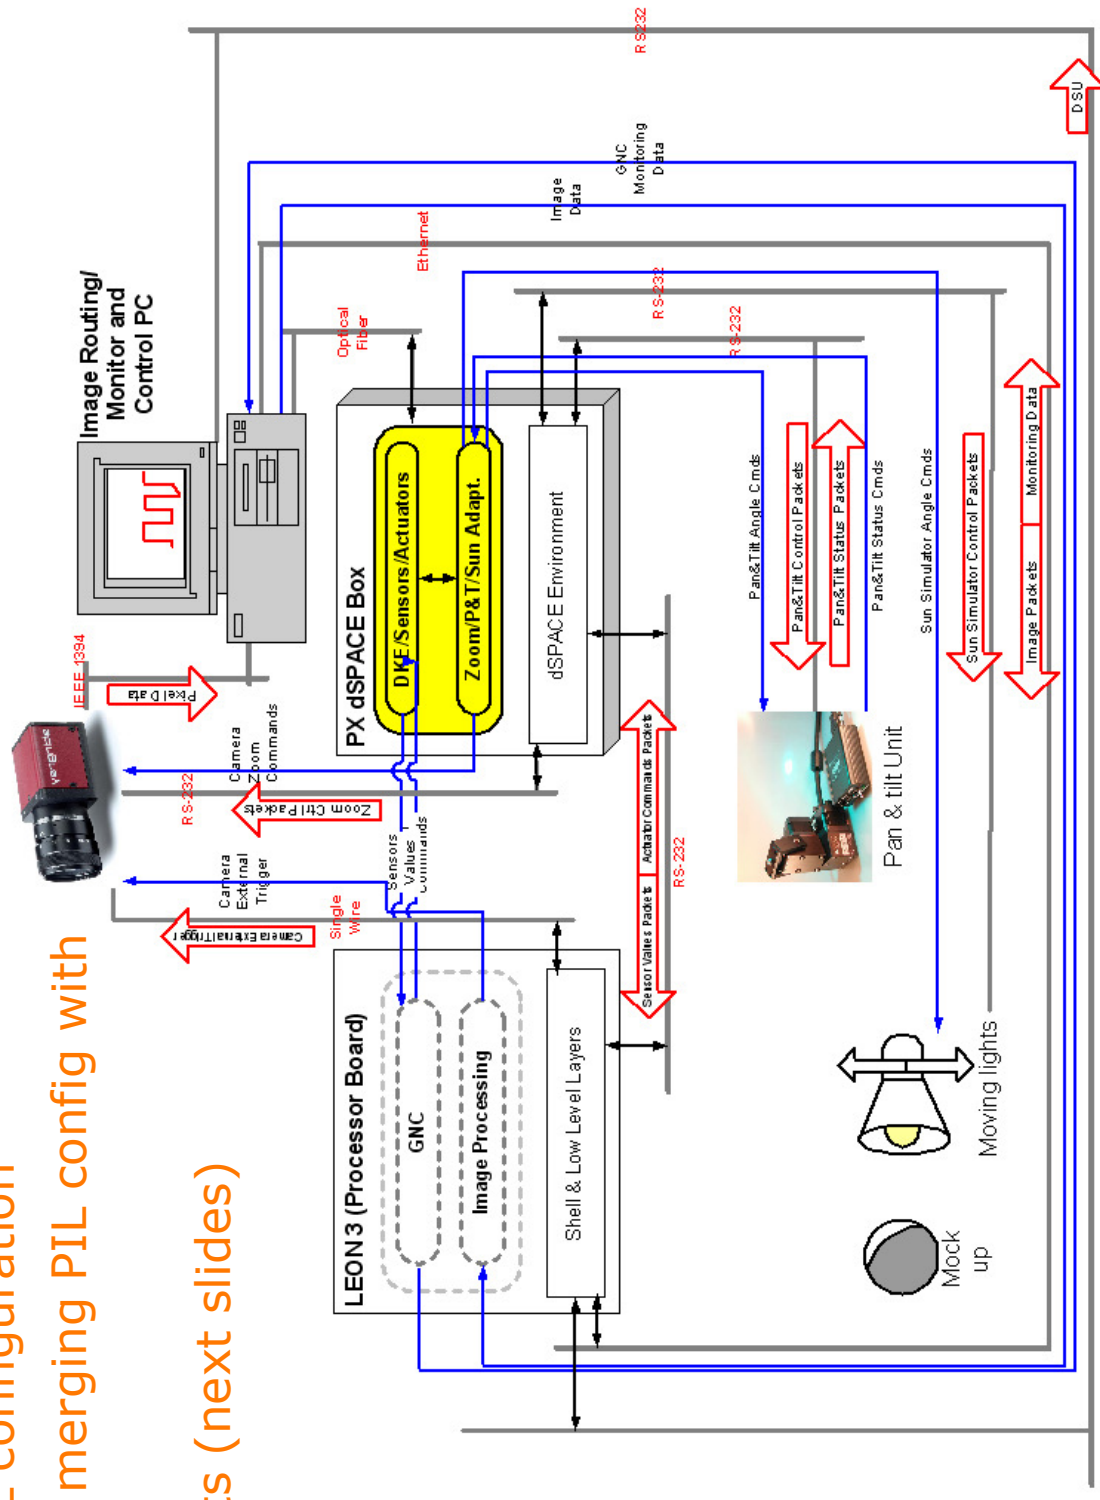 configuration
merging PIL config with
(next slides)
Image Routing/
Monitor and
Control PC
IEEE 1394
Pixel Data
RS-232
Camera
Zoom
Commands
Zoom Ctrl Packets
Camera
External
Trigger
Camera External Trigger
Single
Wire
Sensors
Values
Commands
Optical
Fiber
Ethernet
Image
Data
GNC
Monitoring
Data
RS232
DSU
PX dSPACE Box
DKE/Sensors/Actuators
Zoom/P&T/Sun Adapt.
dSPACE Environment
LEON3 (Processor Board)
GNC
Image Processing
Shell & Low Level Layers
Sensor Values Packets
Actuator Commands Packets
RS-232
RS-232
RS-232
Pan&Tilt Angle Cmds
Pan&Tilt Control Packets
Pan&Tilt Status Packets
Pan&Tilt Status Cmds
Sun Simulator Angle Cmds
Sun Simulator Control Packets
Image Packets
Monitoring Data
Pan & tilt Unit
Moving lights
Mock
up